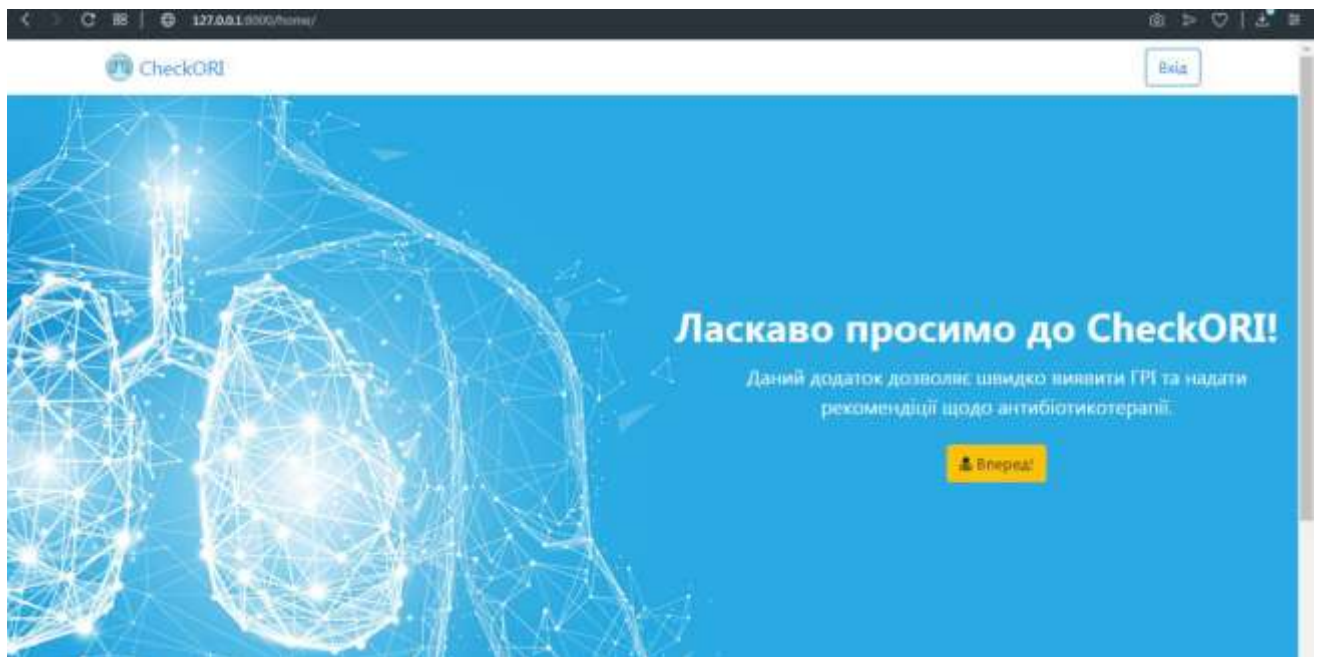 127.0.0.1:8000/home/
CheckORI
Вхід
Ласкаво просимо до CheckORI!
Даний додаток дозволяє швидко виявити ГРІ та надати
рекомендіції щодо антибіотикотерапії.
Вперед!